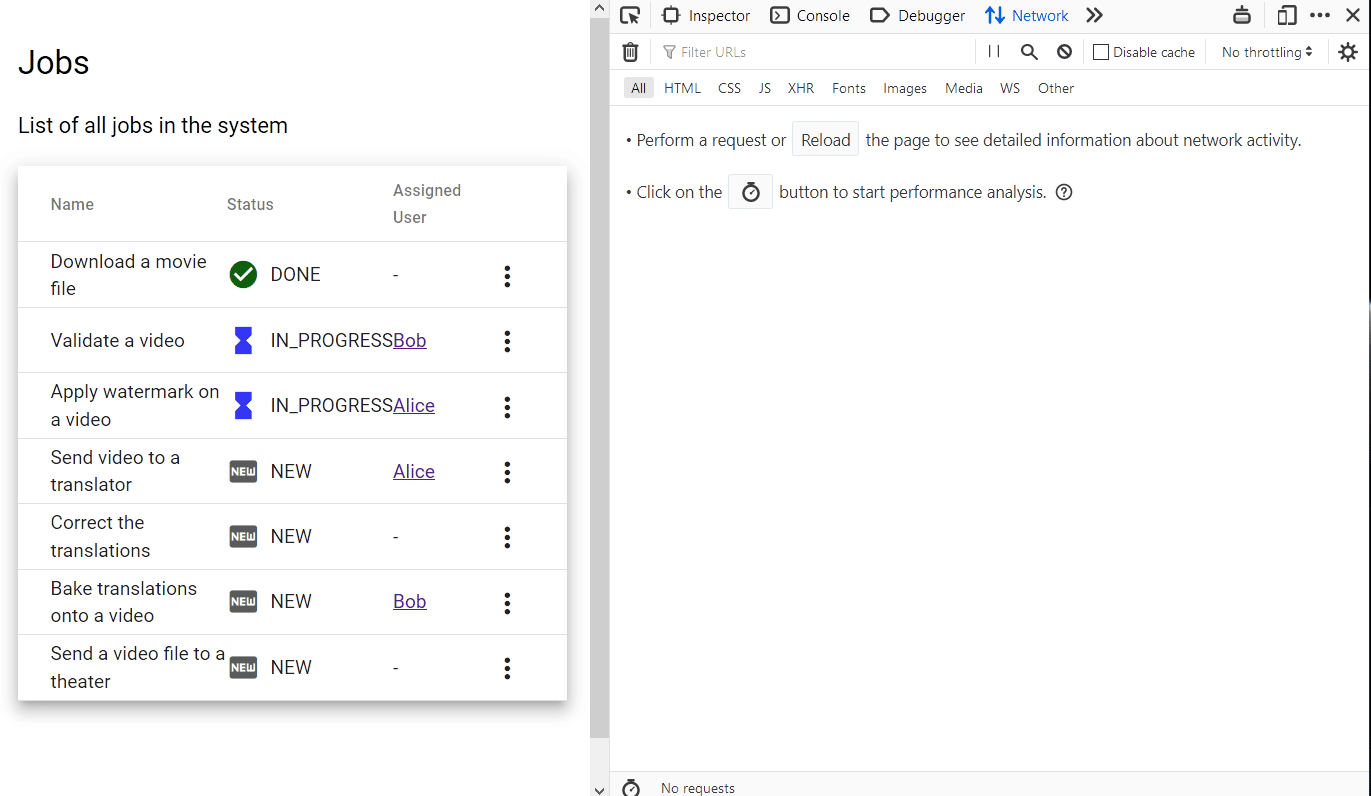 Jobs
List of all jobs in the system
Name Status Assigned User
Download a movie file DONE -
Validate a video IN_PROGRESS Bob
Apply watermark on a video IN_PROGRESS Alice
Send video to a translator NEW NEW Alice
Correct the translations NEW NEW -
Bake translations onto a video NEW NEW Bob
Send a video file to a theater NEW NEW -
Inspector Console Debugger Network
Filter URLs Disable cache No throttling
All HTML CSS JS XHR Fonts Images Media WS Other
• Perform a request or Reload the page to see detailed information about network activity.
• Click on the button to start performance analysis.
No requests